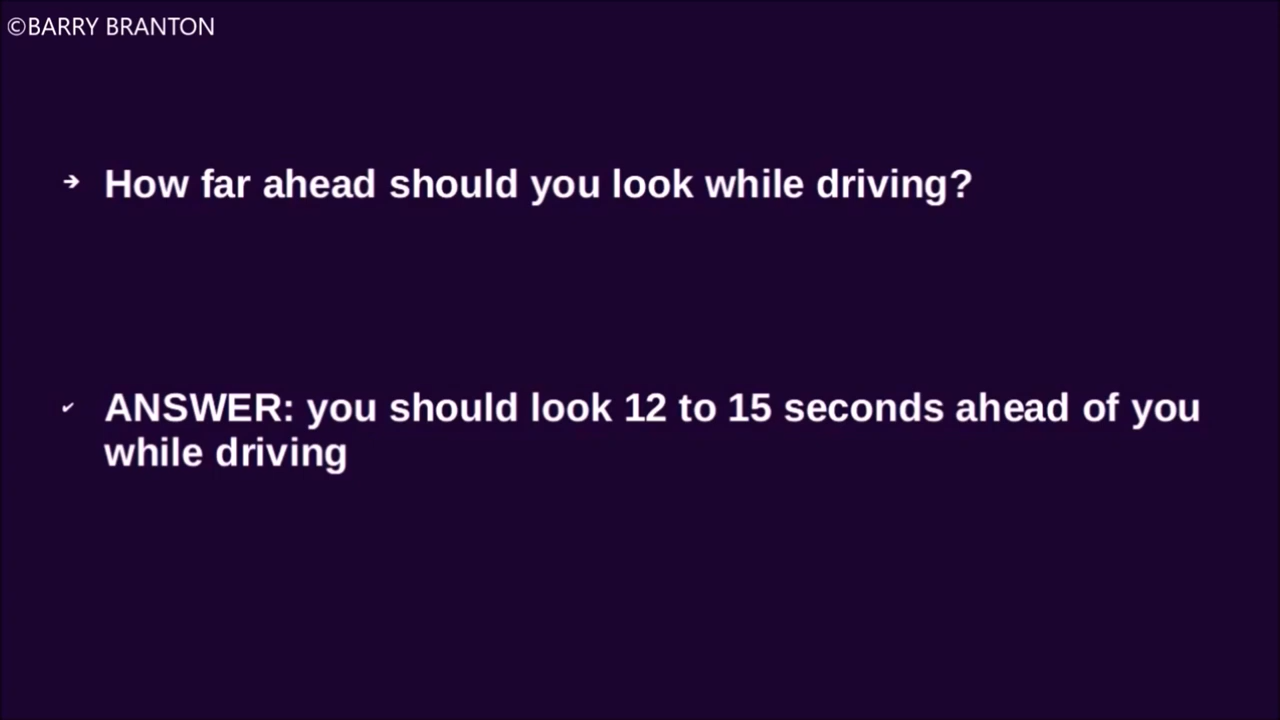 ©BARRY BRANTON
➔ How far ahead should you look while driving?
✔ ANSWER: you should look 12 to 15 seconds ahead of you
while driving